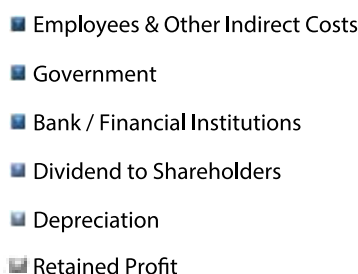 Employees & Other Indirect Costs
Government
Bank / Financial Institutions
Dividend to Shareholders
Depreciation
Retained Profit